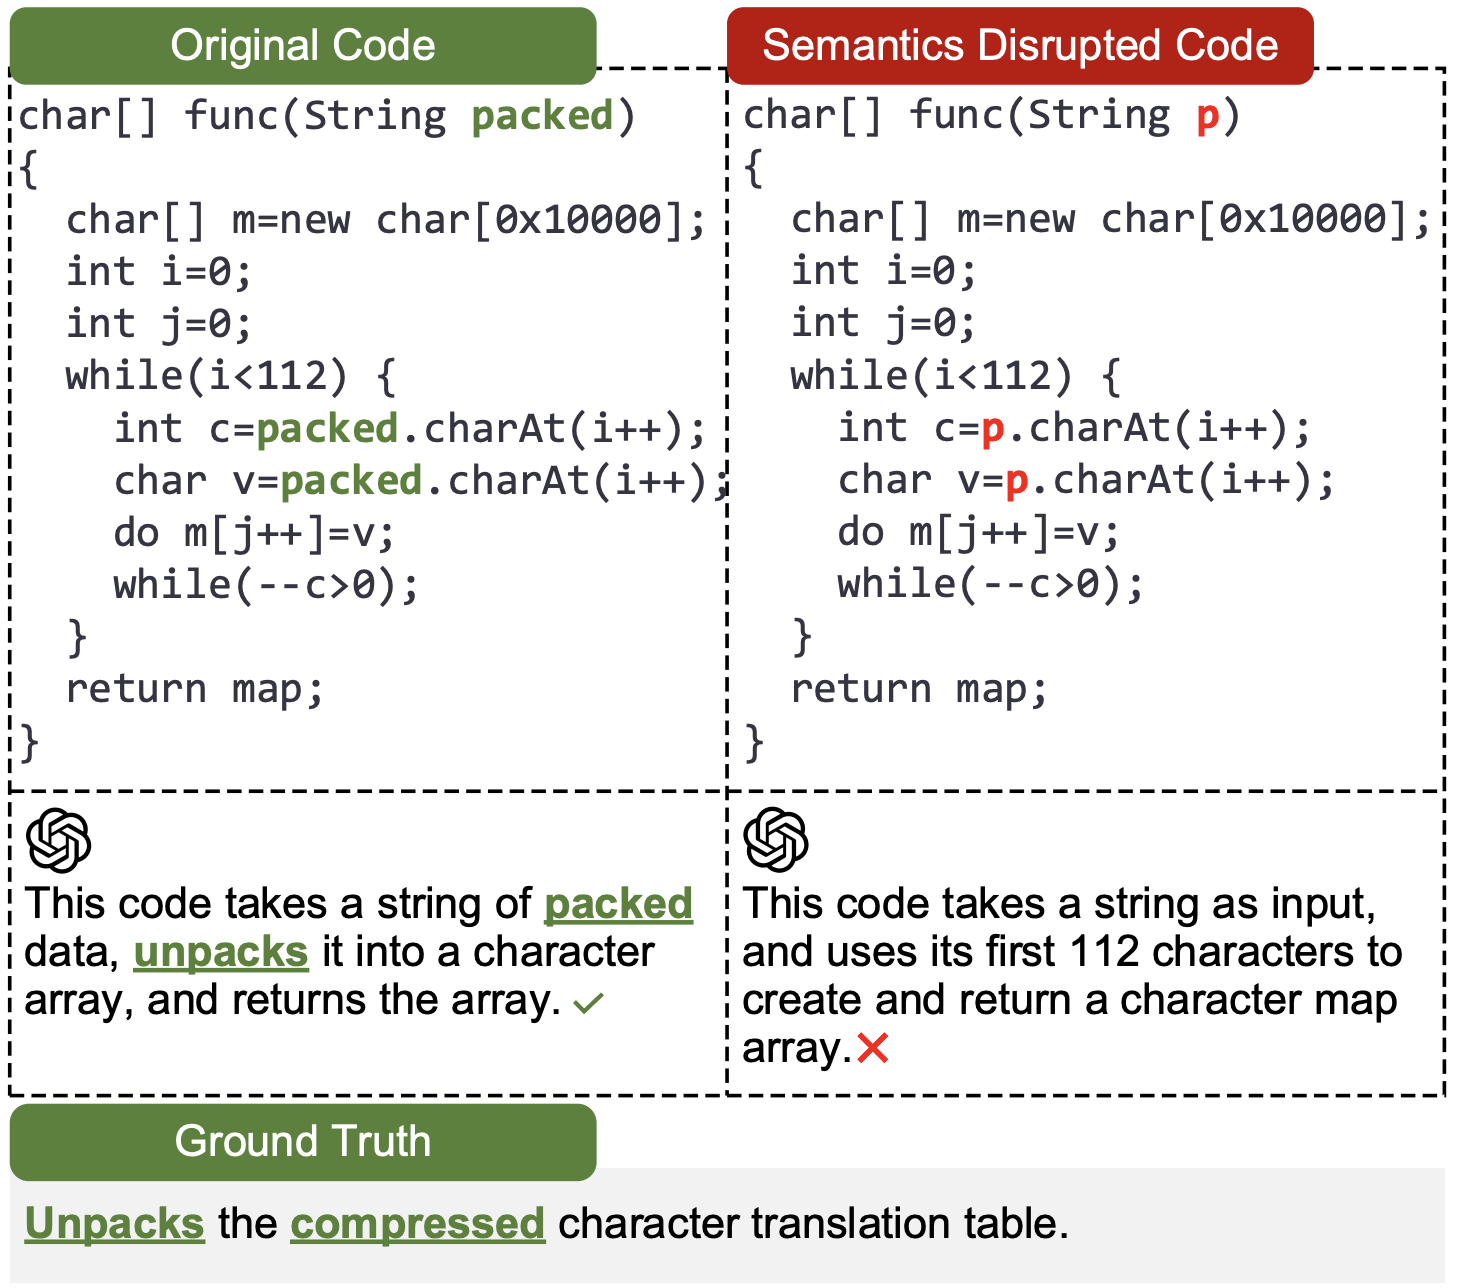 Original Code
char[] func(String packed)
{
  char[] m=new char[0x10000];
  int i=0;
  int j=0;
  while(i<112) {
    int c=packed.charAt(i++);
    char v=packed.charAt(i++);
    do m[j++]=v;
    while(--c>0);
  }
  return map;
}
This code takes a string of packed
data, unpacks it into a character
array, and returns the array. ✓
Semantics Disrupted Code
char[] func(String p)
{
  char[] m=new char[0x10000];
  int i=0;
  int j=0;
  while(i<112) {
    int c=p.charAt(i++);
    char v=p.charAt(i++);
    do m[j++]=v;
    while(--c>0);
  }
  return map;
}
This code takes a string as input,
and uses its first 112 characters to
create and return a character map
array.❌
Ground Truth
Unpacks the compressed character translation table.